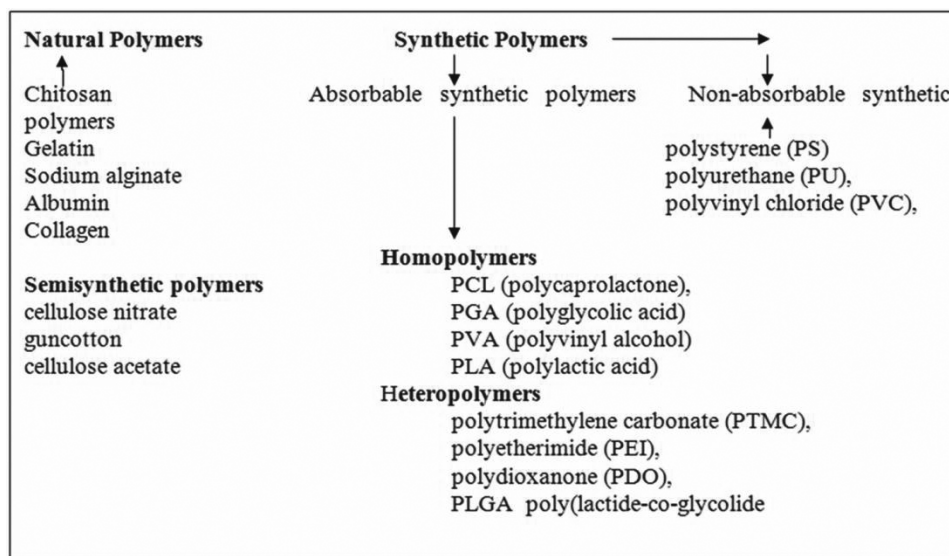 Natural Polymers
Synthetic Polymers
Absorbable synthetic polymers
Non-absorbable synthetic
Chitosan
polymers
Gelatin
Sodium alginate
Albumin
Collagen
polystyrene (PS)
polyurethane (PU),
polyvinyl chloride (PVC),
Semisynthetic polymers
cellulose nitrate
guncotton
cellulose acetate
Homopolymers
PCL (polycaprolactone),
PGA (polyglycolic acid)
PVA (polyvinyl alcohol)
PLA (polylactic acid)
Heteropolymers
polytrimethylene carbonate (PTMC),
polyetherimide (PEI),
polydioxanone (PDO),
PLGA poly(lactide-co-glycolide